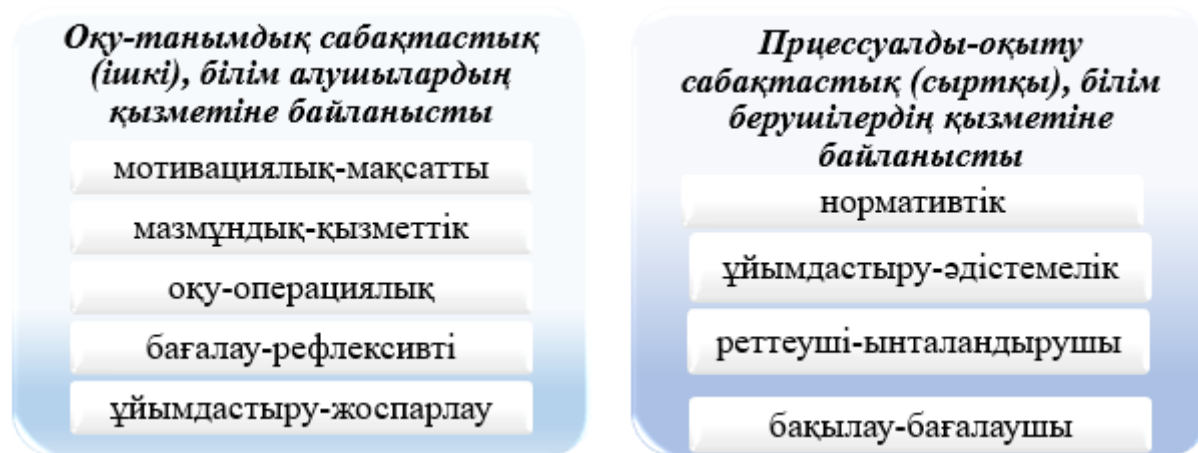 Оқу-танымдық сабақтастық
(ішкі), білім алушылардың
қызметіне байланысты
мотивациялық-мақсатты
мазмұндық-қызметтік
оқу-операциялық
бағалау-рефлексивті
ұйымдастыру-жоспарлау
Прцессуалды-оқыту
сабақтастық (сыртқы), білім
берушілердің қызметіне
байланысты
нормативтік
ұйымдастыру-әдістемелік
реттеуші-ынталандырушы
бақылау-бағалаушы